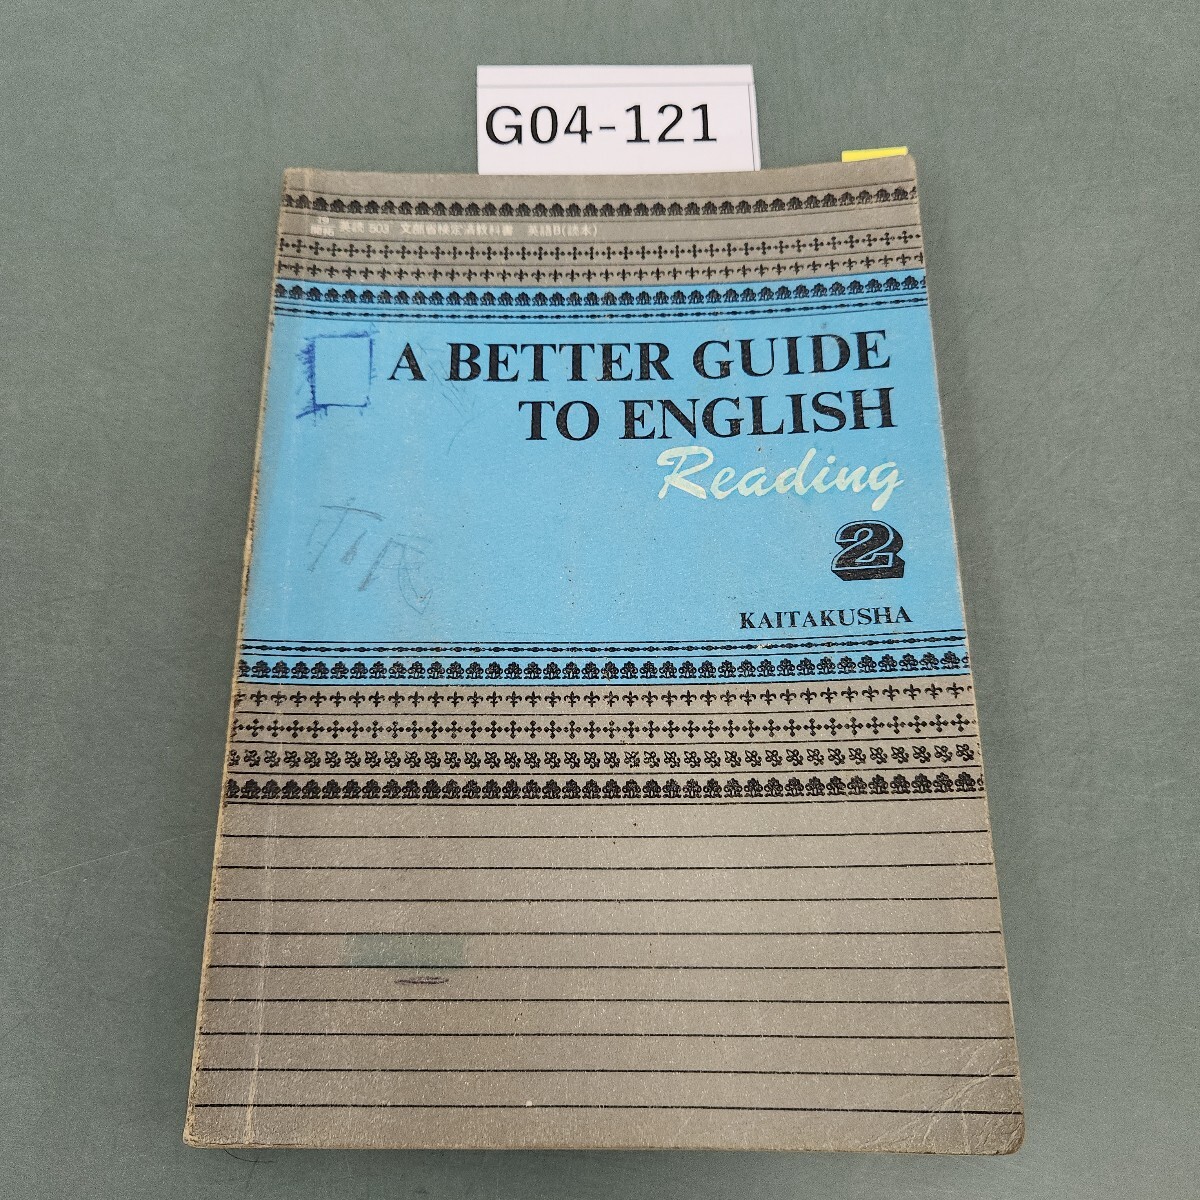 G04-121
英読 503 文部省検定済教科書 英語B(読本)
A BETTER GUIDE
TO ENGLISH
Reading
2
KAITAKUSHA